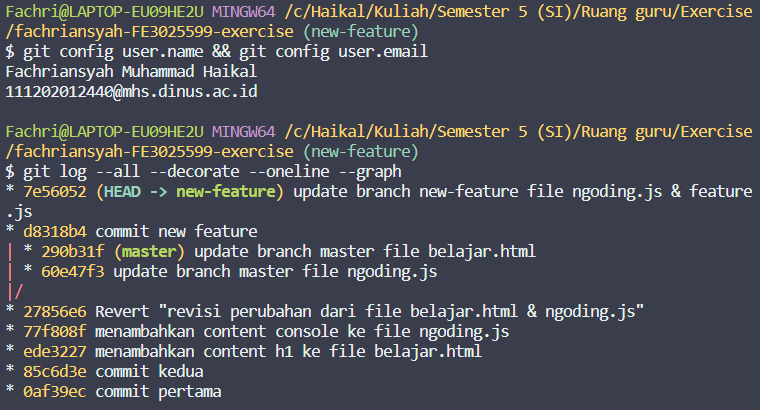 Fachri@LAPTOP-EU09HE2U MINGW64 /c/Haikal/Kuliah/Semester 5 (SI)/Ruang guru/Exercise
/fachriansyah-FE3025599-exercise (new-feature)
$ git config user.name && git config user.email
Fachriansyah Muhammad Haikal
111202012440@mhs.dinus.ac.id

Fachri@LAPTOP-EU09HE2U MINGW64 /c/Haikal/Kuliah/Semester 5 (SI)/Ruang guru/Exercise
/fachriansyah-FE3025599-exercise (new-feature)
$ git log --all --decorate --oneline --graph
* 7e56052 (HEAD -> new-feature) update branch new-feature file ngoding.js & feature
.js
* d8318b4 commit new feature
| * 290b31f (master) update branch master file belajar.html
| * 60e47f3 update branch master file ngoding.js
|/
* 27856e6 Revert "revisi perubahan dari file belajar.html & ngoding.js"
* 77f808f menambahkan content console ke file ngoding.js
* ede3227 menambahkan content h1 ke file belajar.html
* 85c6d3e commit kedua
* 0af39ec commit pertama